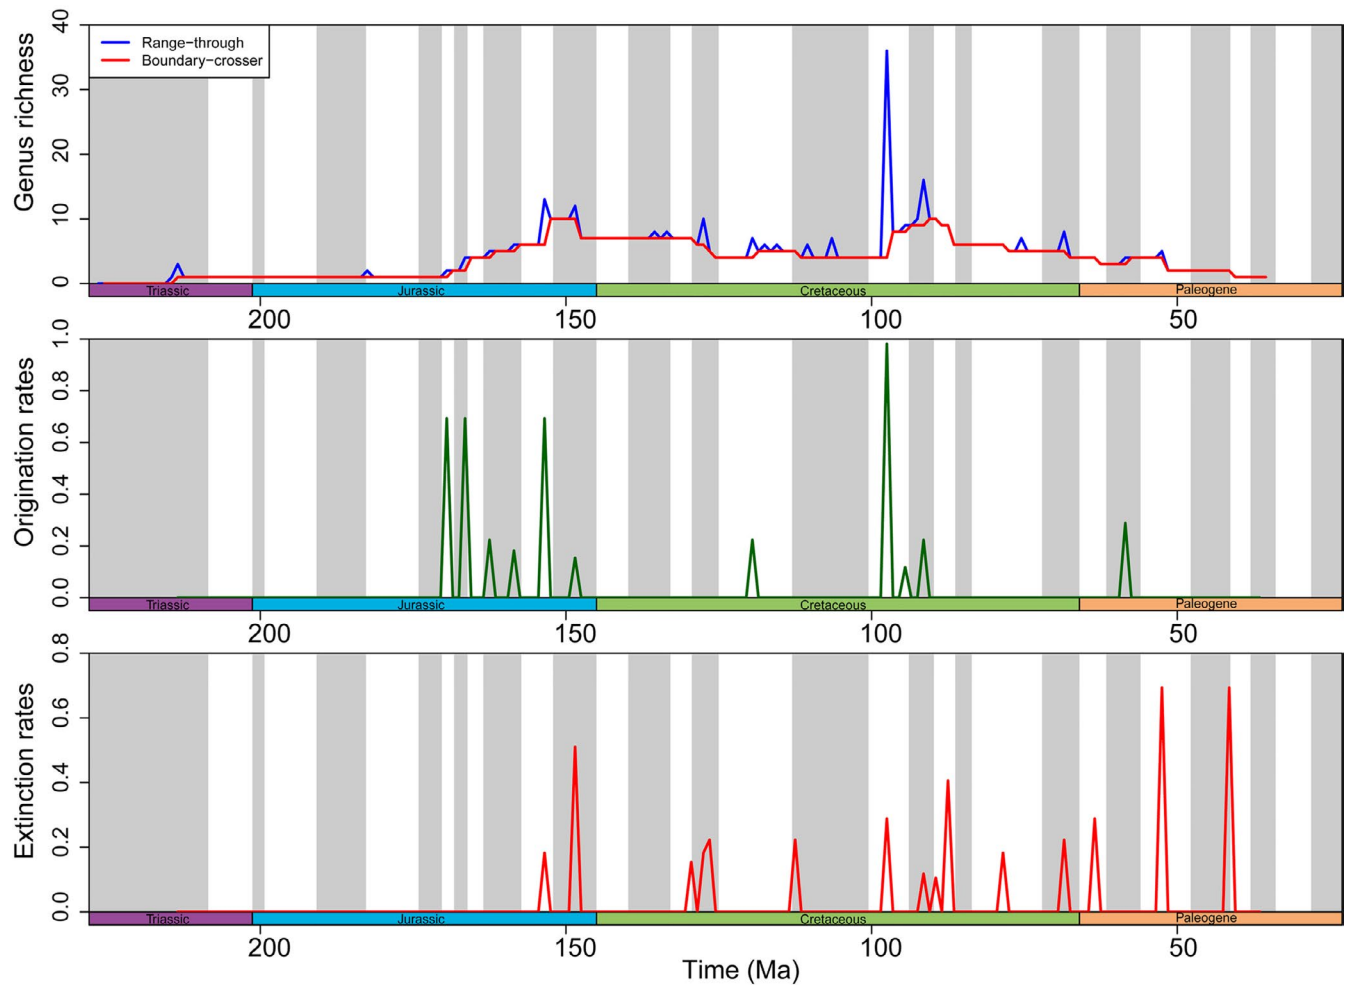 Genus richness
40
30
20
10
0
Range-through
Boundary-crosser
Triassic Jurassic Cretaceous Paleogene
200 150 100 50
Origination rates
1.0
0.8
0.6
0.4
0.2
0.0
Triassic Jurassic Cretaceous Paleogene
200 150 100 50
Extinction rates
0.8
0.6
0.4
0.2
0.0
Triassic Jurassic Cretaceous Paleogene
200 150 100 50
Time (Ma)